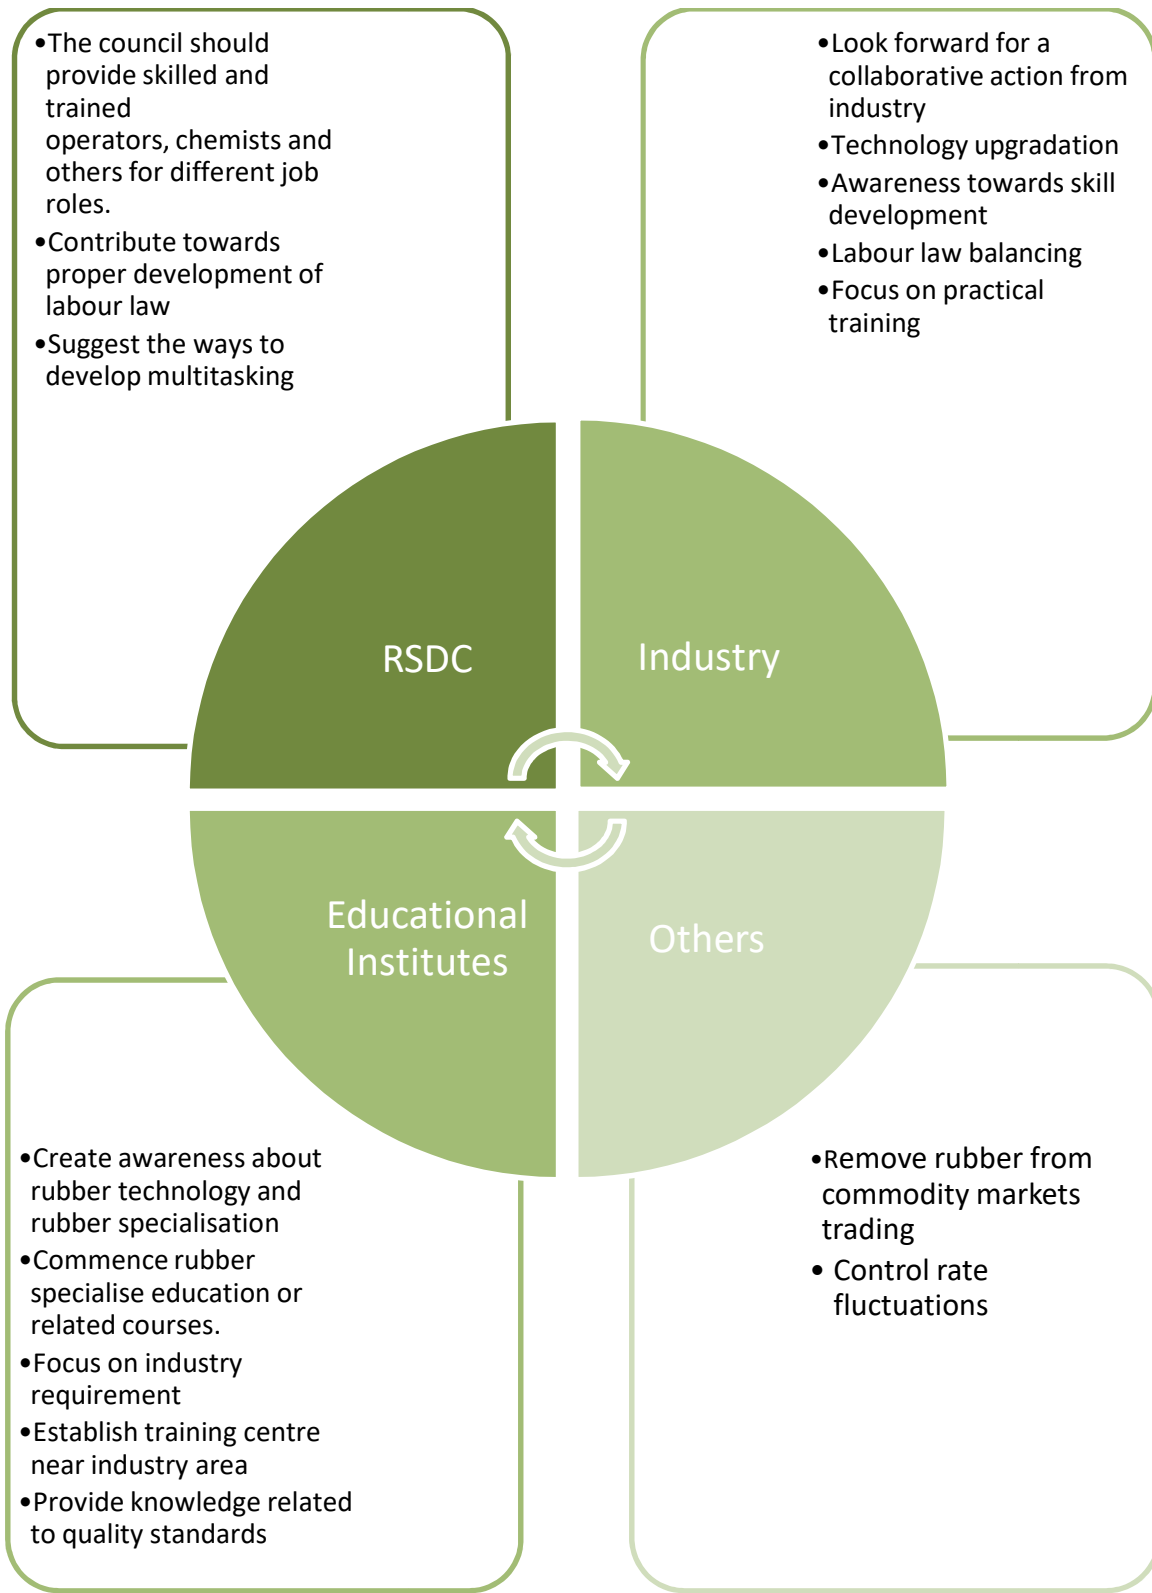 •The council should
provide skilled and
trained
operators, chemists and
others for different job
roles.
•Contribute towards
proper development of
labour law
•Suggest the ways to
develop multitasking
•Look forward for a
collaborative action from
industry
•Technology upgradation
•Awareness towards skill
development
•Labour law balancing
•Focus on practical
training
RSDC
Industry
Educational
Institutes
Others
•Create awareness about
rubber technology and
rubber specialisation
•Commence rubber
specialise education or
related courses.
•Focus on industry
requirement
•Establish training centre
near industry area
•Provide knowledge related
to quality standards
•Remove rubber from
commodity markets
trading
• Control rate
fluctuations